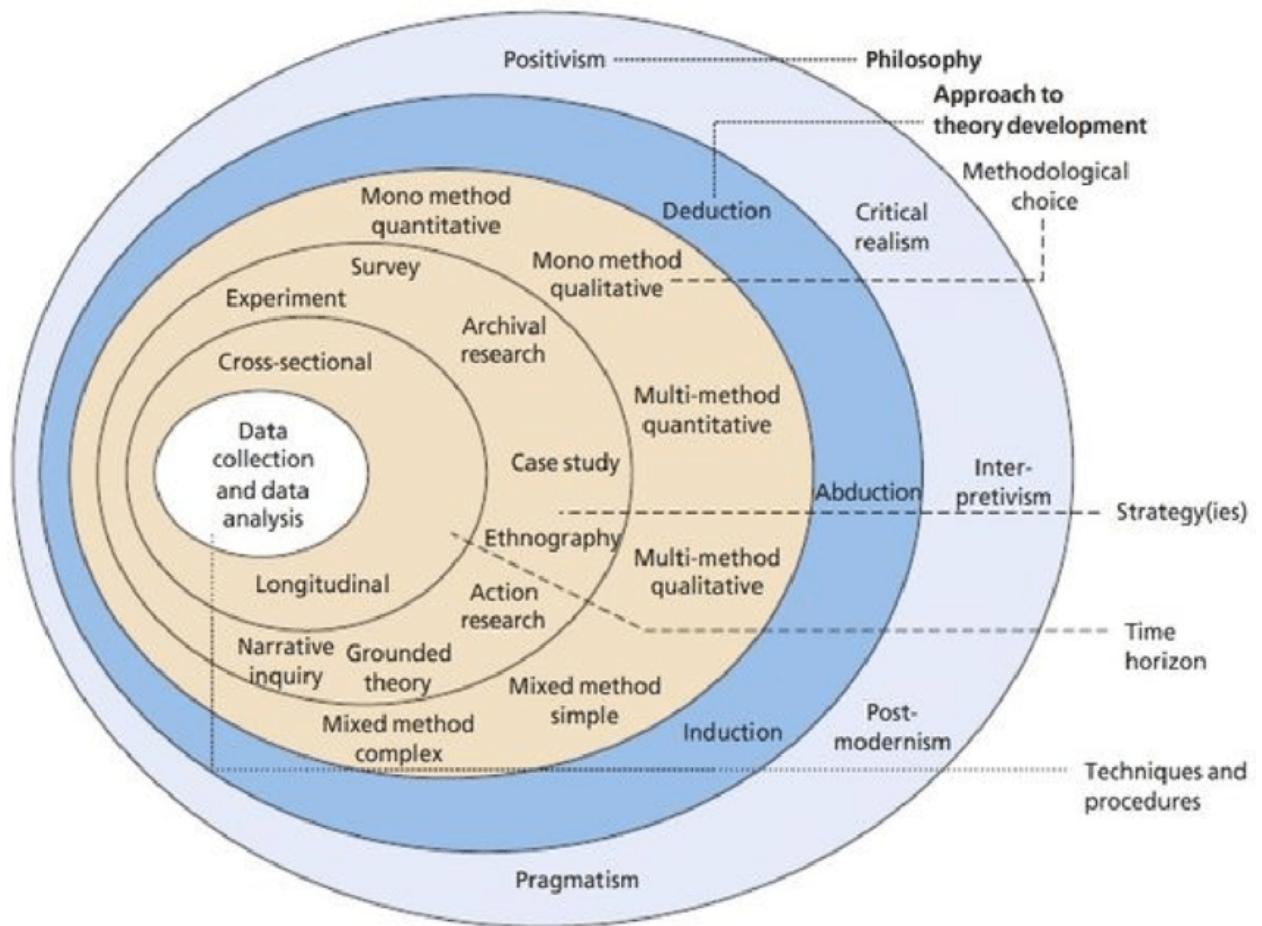 Positivism
Philosophy
Approach to
theory development
Methodological
choice
Mono method
quantitative
Deduction
Critical
realism
Survey
Mono method
qualitative
Experiment
Archival
research
Cross-sectional
Multi-method
quantitative
Data
collection
and data
analysis
Case study
Abduction
Inter-
pretivism
Strategy(ies)
Ethnography
Multi-method
qualitative
Longitudinal
Action
research
Time
horizon
Narrative
inquiry
Grounded
theory
Mixed method
simple
Mixed method
complex
Induction
Post-
modernism
Techniques and
procedures
Pragmatism